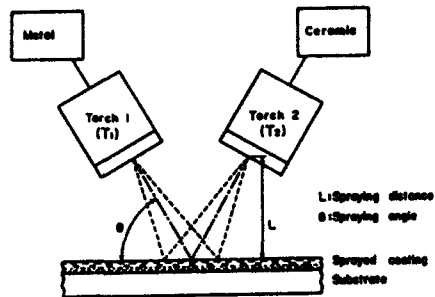 Metal
Ceramic
Torch 1
(T₁)
Torch 2
(T₂)
θ
L
L:Spraying distance
θ:Spraying angle
Sprayed coating
Substrate